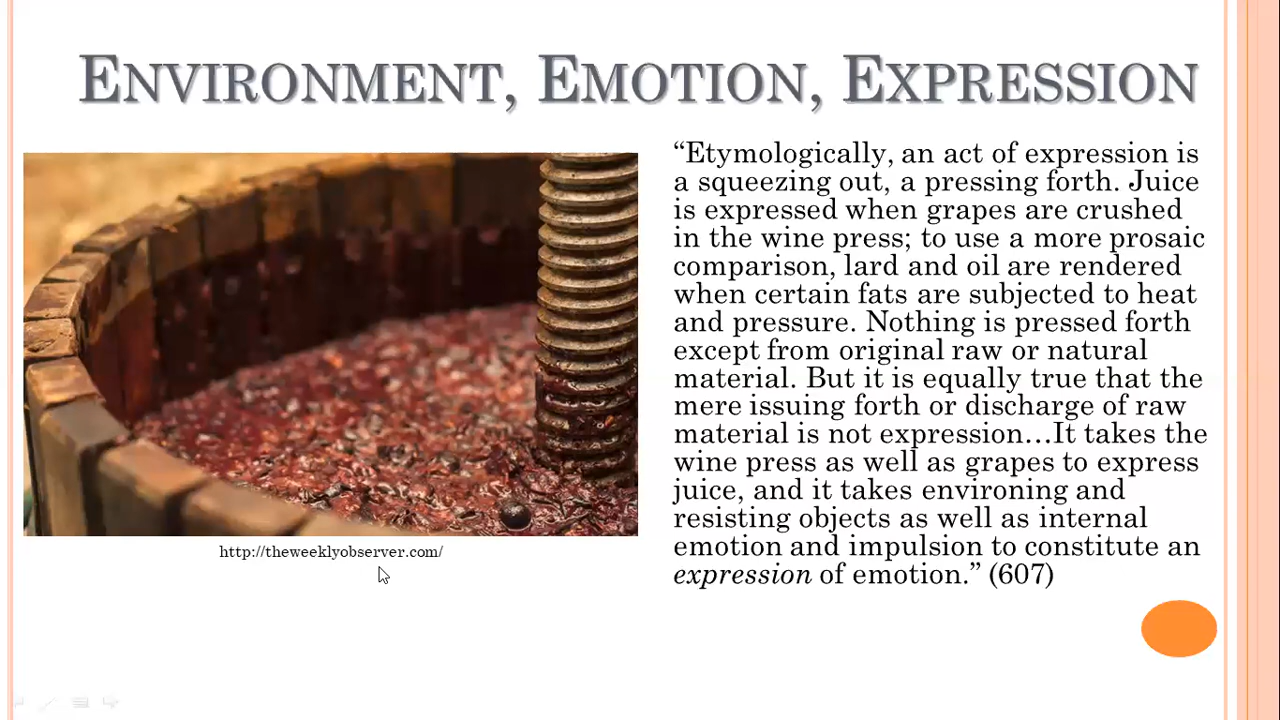 ENVIRONMENT, EMOTION, EXPRESSION
“Etymologically, an act of expression is
a squeezing out, a pressing forth. Juice
is expressed when grapes are crushed
in the wine press; to use a more prosaic
comparison, lard and oil are rendered
when certain fats are subjected to heat
and pressure. Nothing is pressed forth
except from original raw or natural
material. But it is equally true that the
mere issuing forth or discharge of raw
material is not expression…It takes the
wine press as well as grapes to express
juice, and it takes environing and
resisting objects as well as internal
emotion and impulsion to constitute an
expression of emotion.” (607)
http://theweeklyobserver.com/